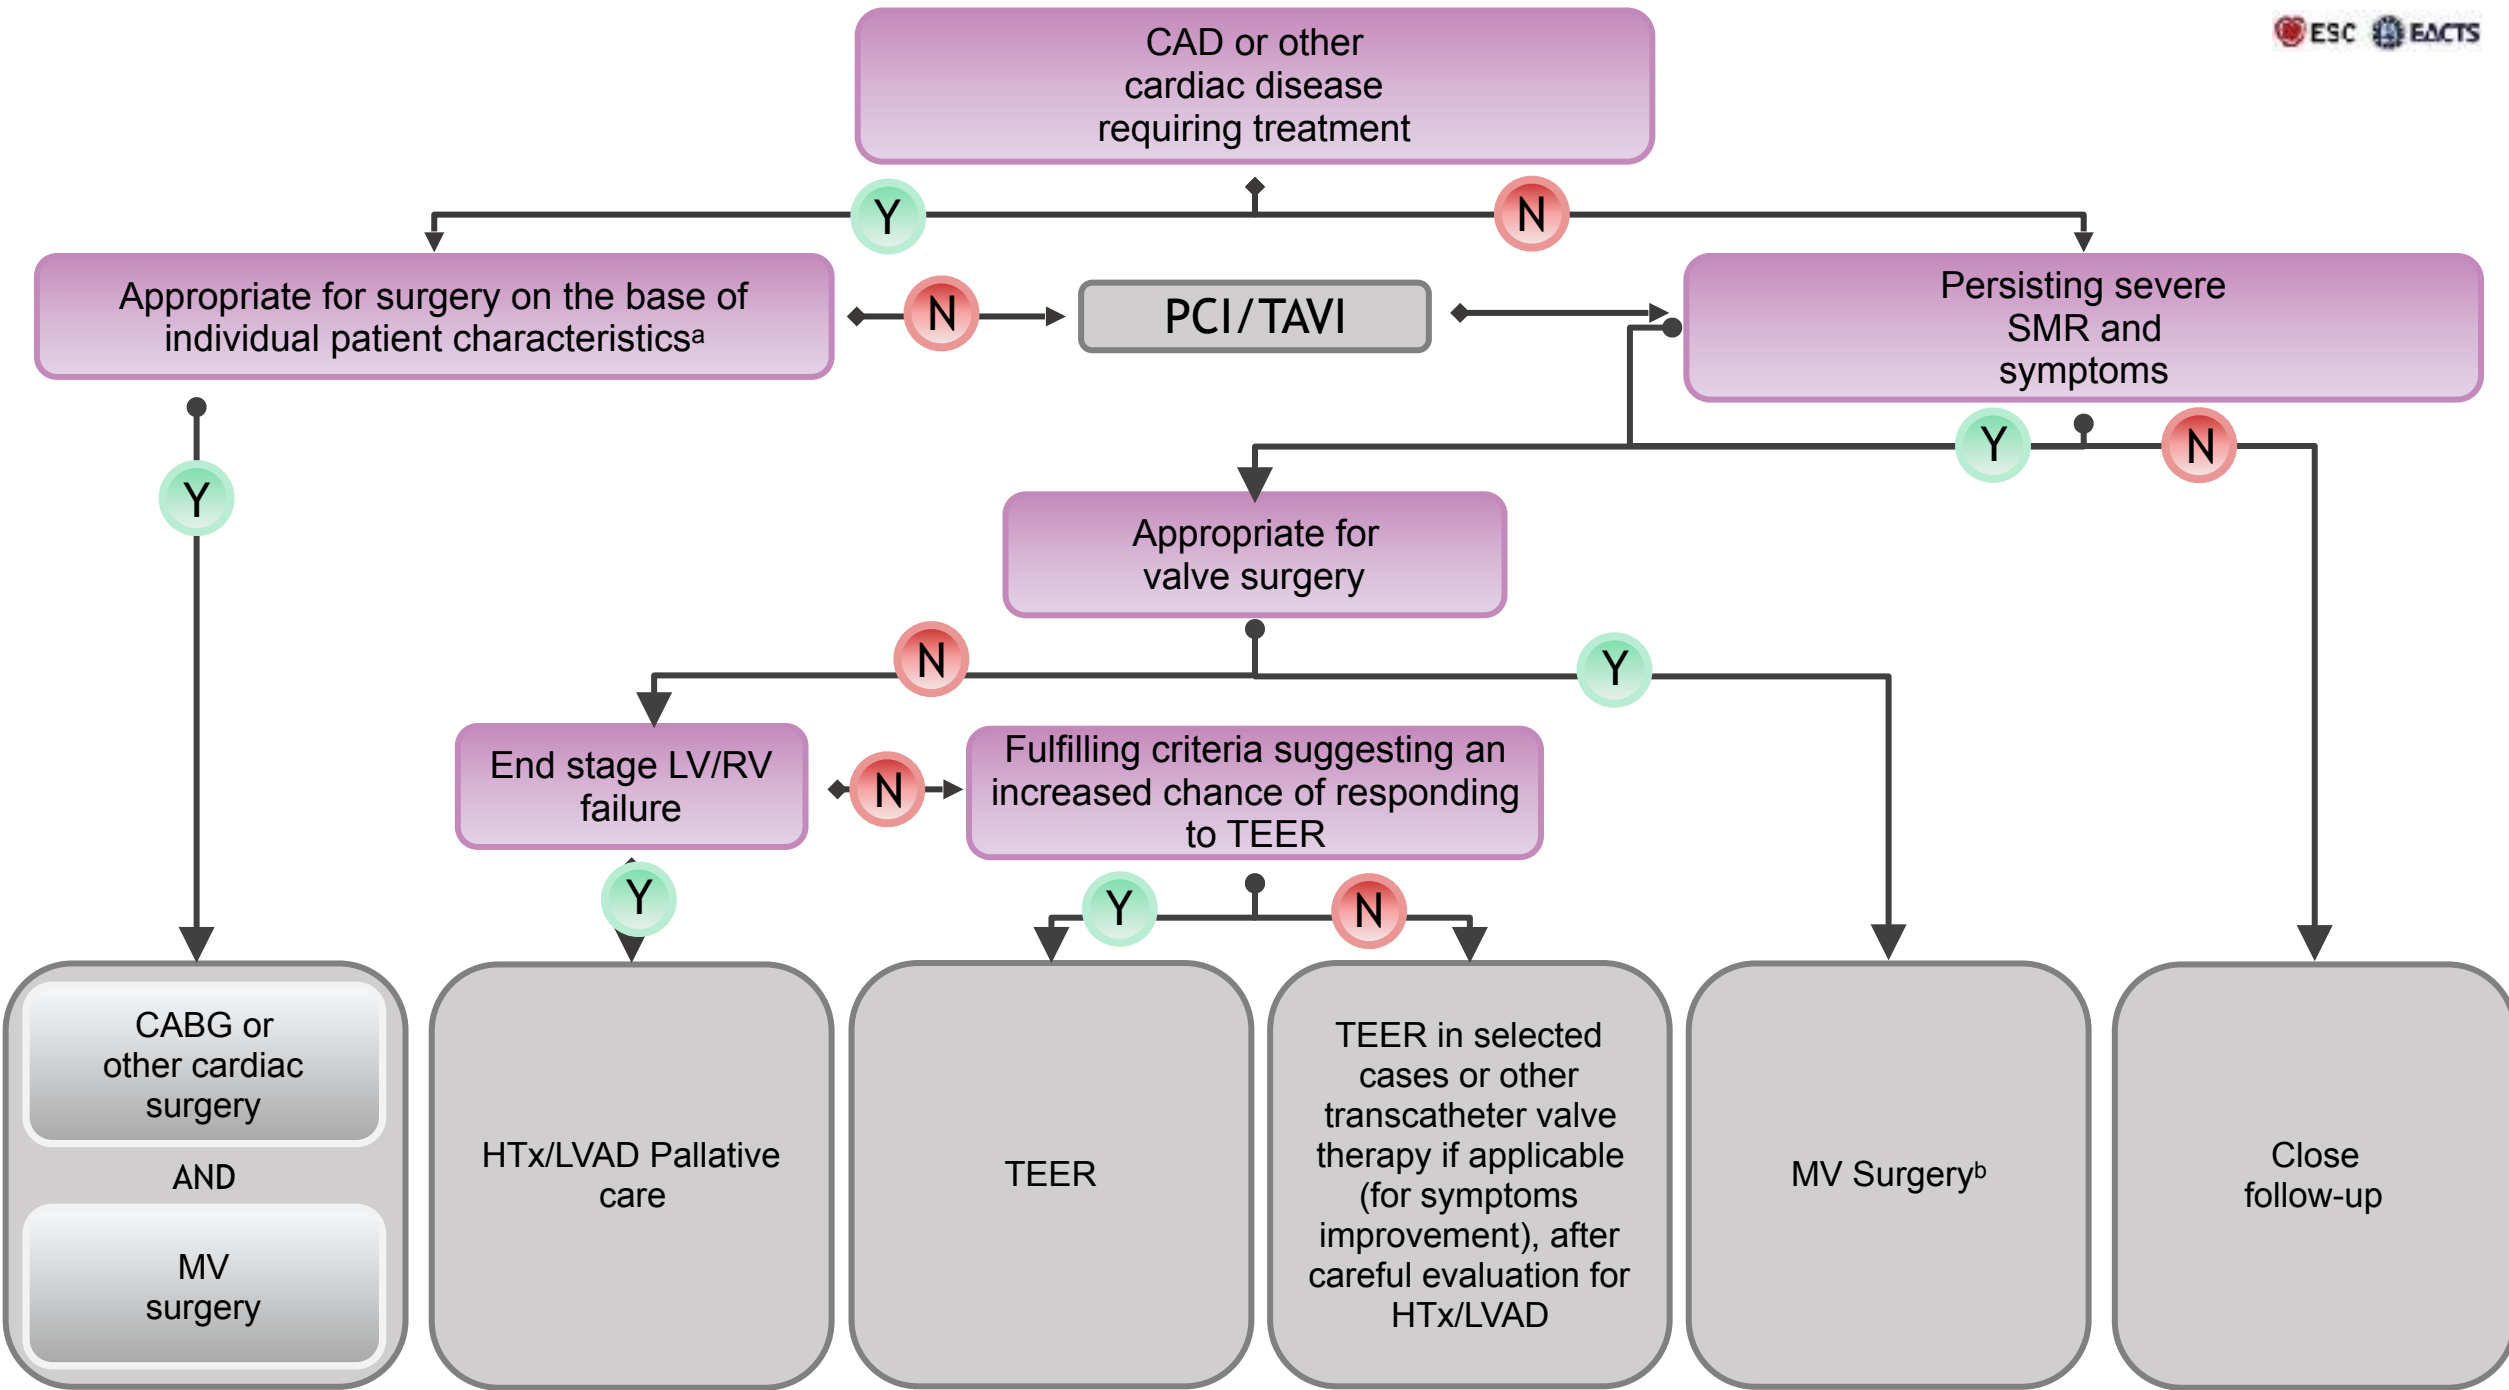 ESC EACTS
CAD or other
cardiac disease
requiring treatment
Y
N
Appropriate for surgery on the base of
individual patient characteristicsᵃ
N
PCI/TAVI
Persisting severe
SMR and
symptoms
Y
Y
N
Appropriate for
valve surgery
N
Y
End stage LV/RV
failure
N
Fulfilling criteria suggesting an
increased chance of responding
to TEER
Y
Y
N
CABG or
other cardiac
surgery
AND
MV
surgery
HTx/LVAD Pallative
care
TEER
TEER in selected
cases or other
transcatheter valve
therapy if applicable
(for symptoms
improvement), after
careful evaluation for
HTx/LVAD
MV Surgeryᵇ
Close
follow-up